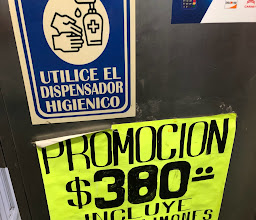 UTILICE EL
DISPENSADOR
HIGIENICO
PROMOCION
$380=
INCLUYE